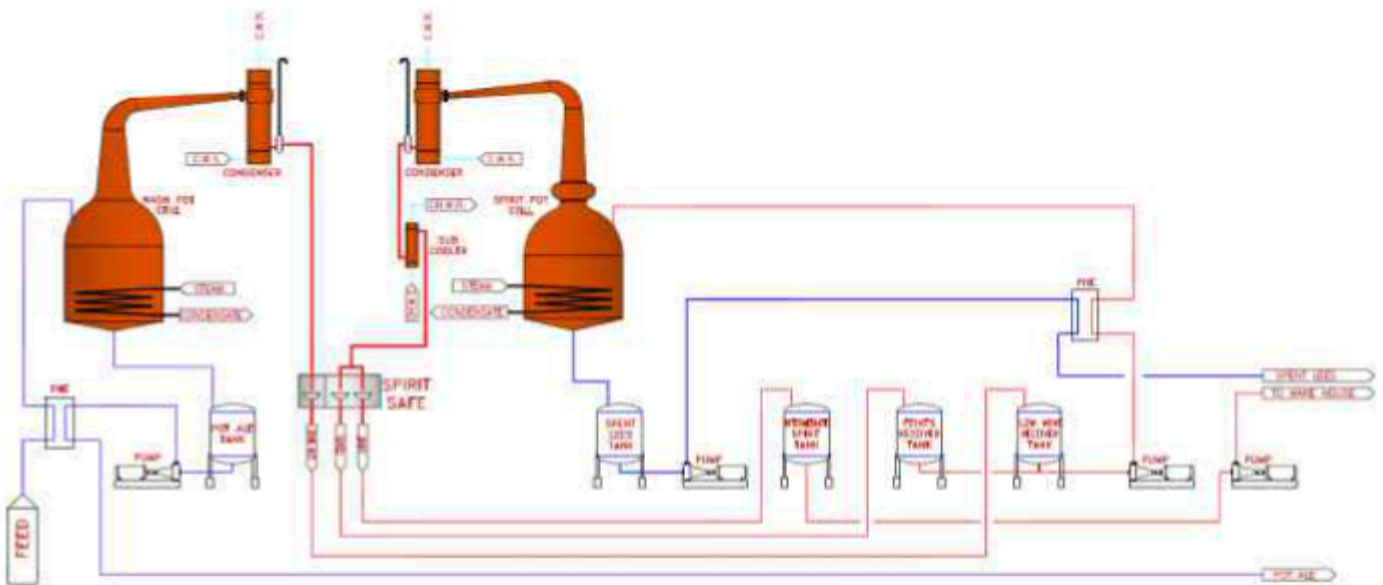 C.W.R.
C.W.R.
C.W.S.
CONDENSER
CONDENSER
C.W.S.
WASH POT
STILL
SPIRIT POT
STILL
SUB
COOLER
STEAM
CONDENSATE
STEAM
CONDENSATE
PHE
PHE
SPIRIT
SAFE
SPENT LEES
TO WARE HOUSE
POT ALE
TANK
SPENT
LEES
TANK
SPIRIT
TANK
FEINTS
RECEIVER
TANK
LOW WINE
RECEIVER
TANK
PUMP
PUMP
PUMP
PUMP
FEED
POT ALE